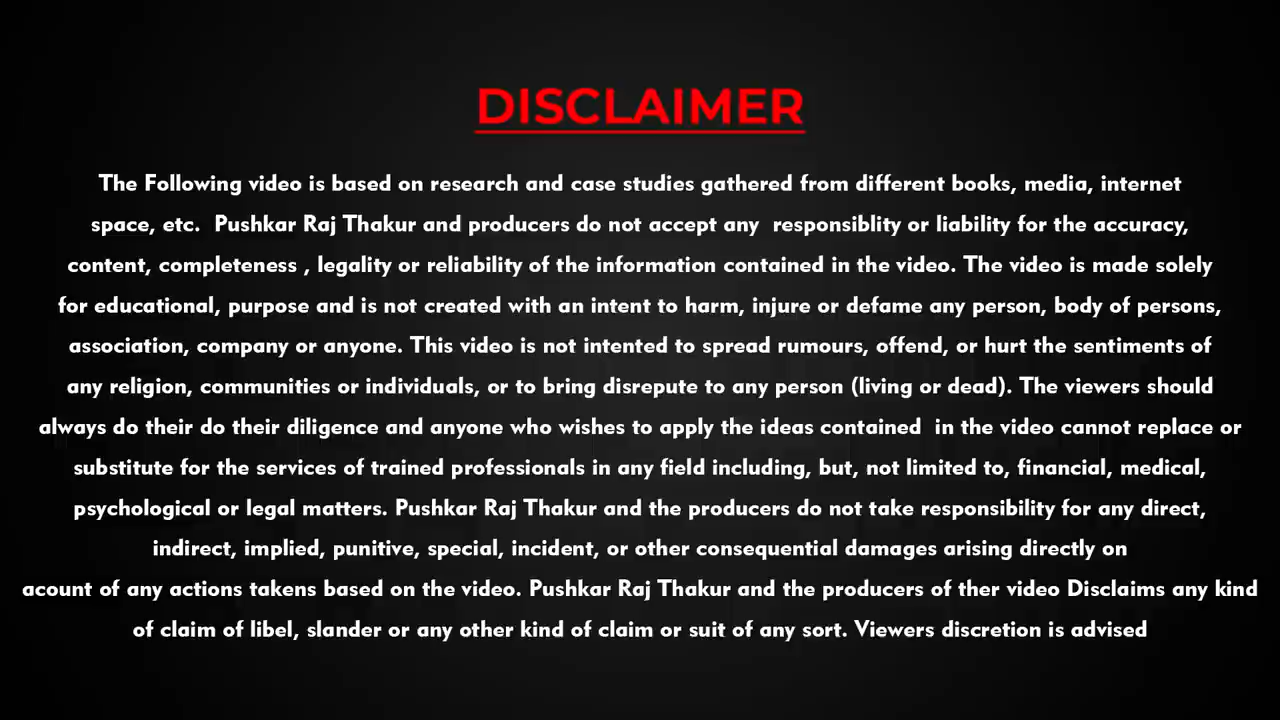 DISCLAIMER
The Following video is based on research and case studies gathered from different books, media, internet
space, etc.  Pushkar Raj Thakur and producers do not accept any  responsiblity or liability for the accuracy,
content, completeness , legality or reliability of the information contained in the video. The video is made solely
for educational, purpose and is not created with an intent to harm, injure or defame any person, body of persons,
association, company or anyone. This video is not intented to spread rumours, offend, or hurt the sentiments of
any religion, communities or individuals, or to bring disrepute to any person (living or dead). The viewers should
always do their do their diligence and anyone who wishes to apply the ideas contained  in the video cannot replace or
substitute for the services of trained professionals in any field including, but, not limited to, financial, medical,
psychological or legal matters. Pushkar Raj Thakur and the producers do not take responsibility for any direct,
indirect, implied, punitive, special, incident, or other consequential damages arising directly on
acount of any actions takens based on the video. Pushkar Raj Thakur and the producers of ther video Disclaims any kind
of claim of libel, slander or any other kind of claim or suit of any sort. Viewers discretion is advised